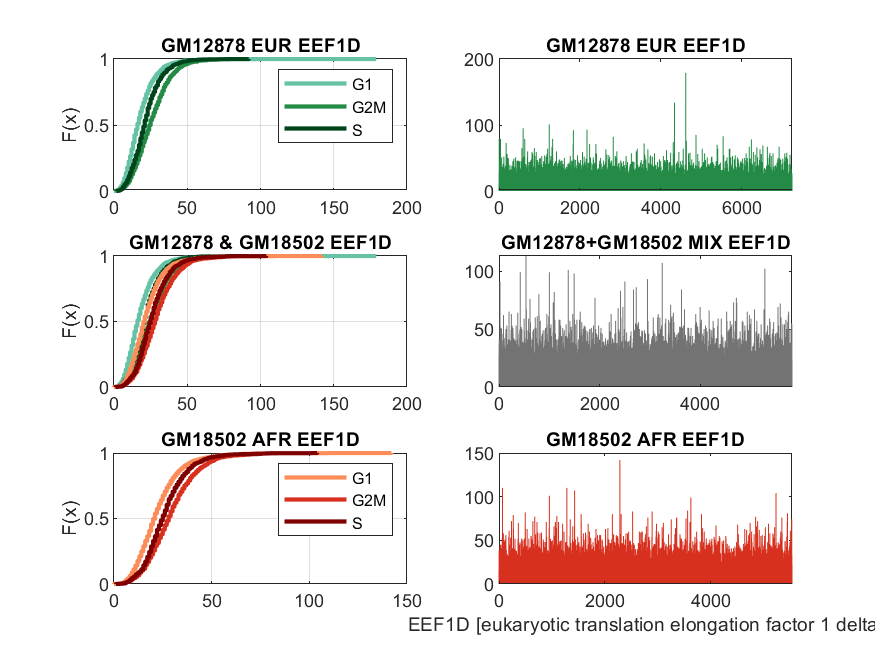 GM12878 EUR EEF1D
1
0.5
0
F(x)
0 50 100 150 200
G1
G2M
S
GM12878 EUR EEF1D
200
100
0
0 2000 4000 6000
GM12878 & GM18502 EEF1D
1
0.5
0
F(x)
0 50 100 150 200
GM12878+GM18502 MIX EEF1D
100
50
0
0 2000 4000
GM18502 AFR EEF1D
1
0.5
0
F(x)
0 50 100 150
G1
G2M
S
GM18502 AFR EEF1D
150
100
50
0
0 2000 4000
EEF1D [eukaryotic translation elongation factor 1 delta